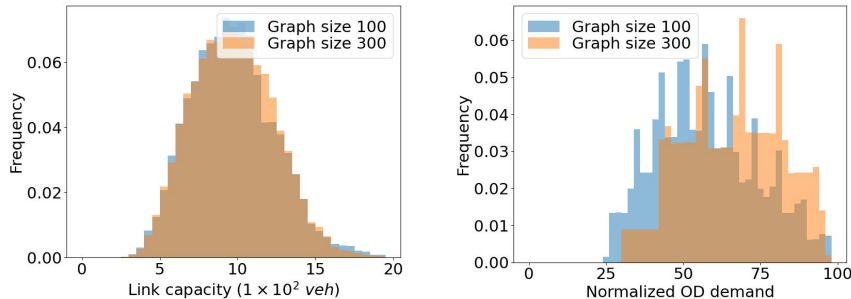 Graph size 100
Graph size 300
Frequency
0.06
0.04
0.02
0.00
0
5
10
15
20
Link capacity (1 × 10² veh)
Graph size 100
Graph size 300
Frequency
0.06
0.05
0.04
0.03
0.02
0.01
0.00
0
25
50
75
100
Normalized OD demand